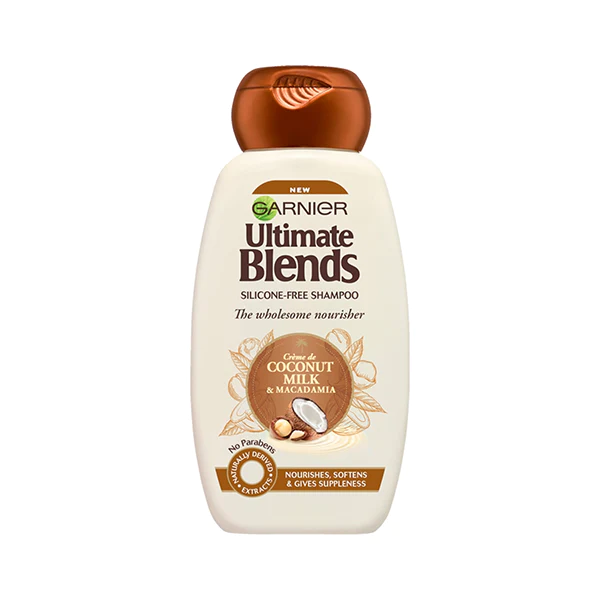 NEW
GARNIER
Ultimate
Blends
SILICONE-FREE SHAMPOO
The wholesome nourisher
Crème de
COCONUT
MILK
& MACADAMIA
No Parabens
NATURALLY DERIVED
• EXTRACTS •
NOURISHES, SOFTENS
& GIVES SUPPLENESS